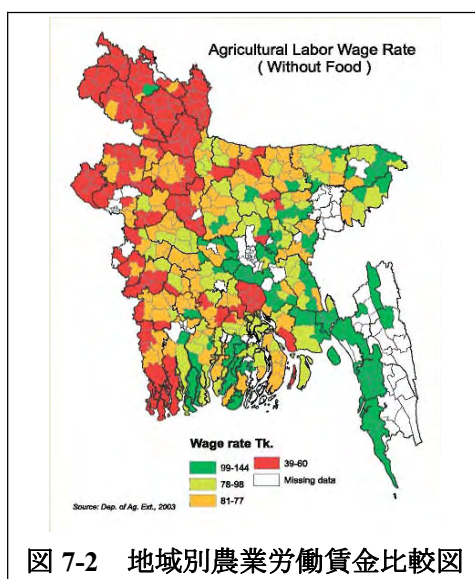 Agricultural Labor Wage Rate
( Without Food )
Wage rate Tk.
99-144
39-60
78-98
Missing data
81-77
Source: Dep. of Ag. Ext., 2003
図 7-2 地域別農業労働賃金比較図